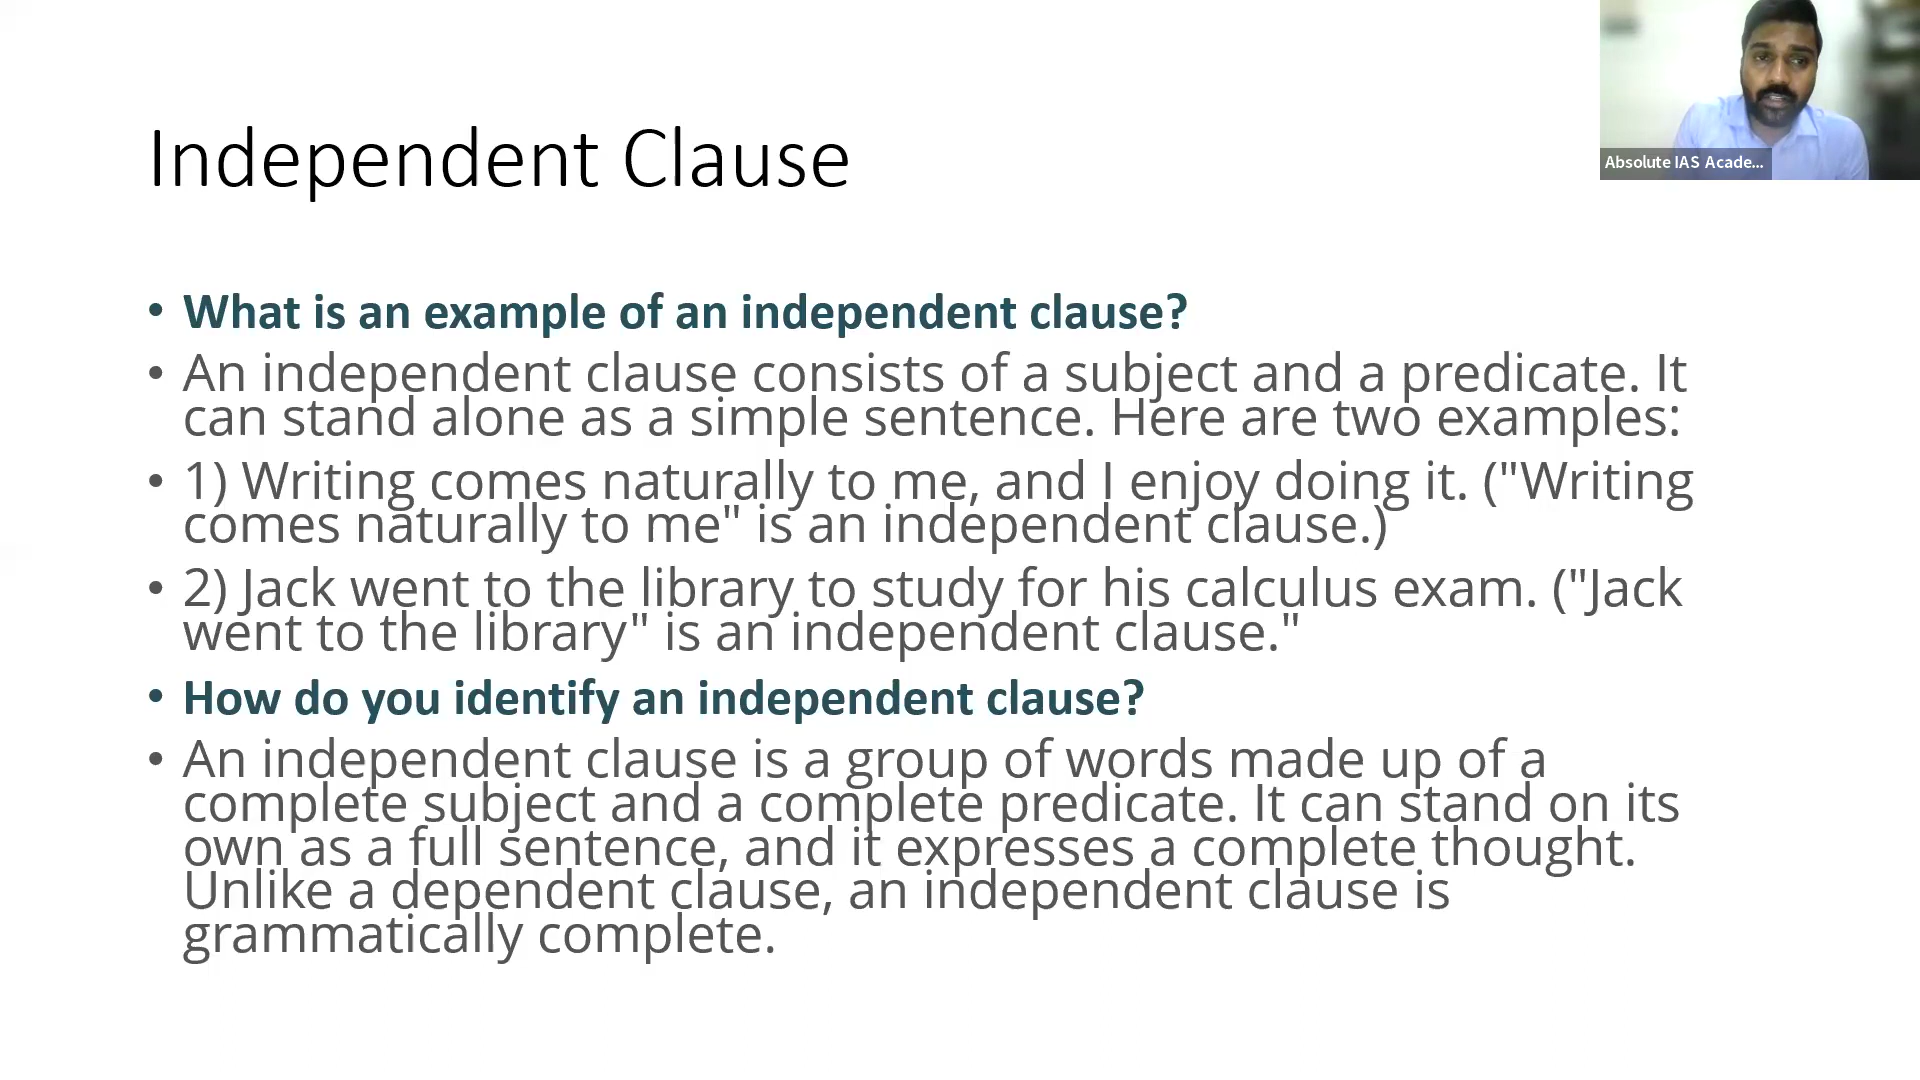 Independent Clause
Absolute IAS Acade...
• What is an example of an independent clause?
• An independent clause consists of a subject and a predicate. It
can stand alone as a simple sentence. Here are two examples:
• 1) Writing comes naturally to me, and I enjoy doing it. ("Writing
comes naturally to me" is an independent clause.)
• 2) Jack went to the library to study for his calculus exam. ("Jack
went to the library" is an independent clause."
• How do you identify an independent clause?
• An independent clause is a group of words made up of a
complete subject and a complete predicate. It can stand on its
own as a full sentence, and it expresses a complete thought.
Unlike a dependent clause, an independent clause is
grammatically complete.